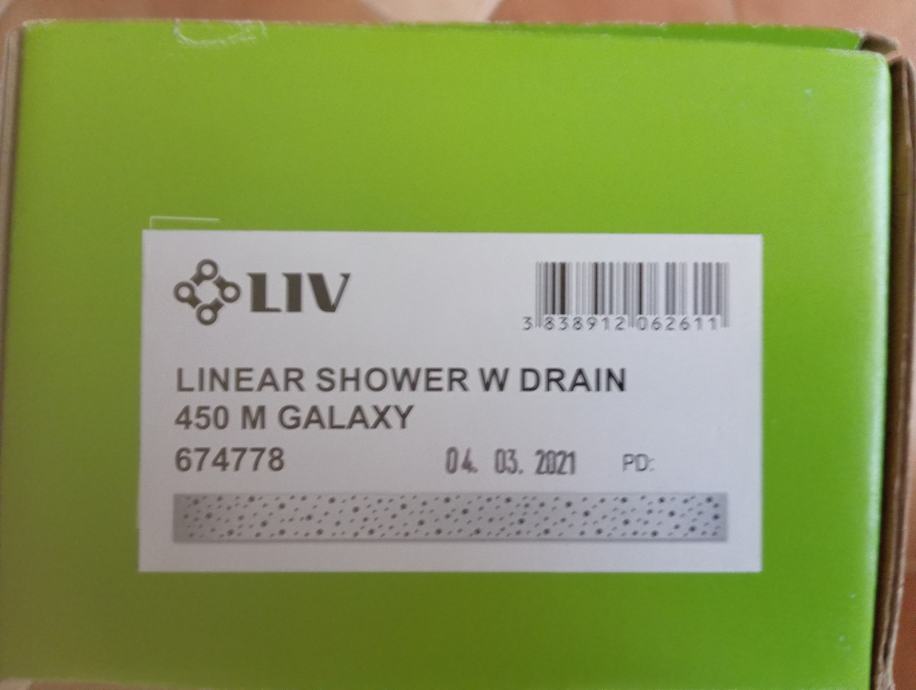 LIV
3 838912 062611
LINEAR SHOWER W DRAIN
450 M GALAXY
674778 04. 03. 2021 PD: